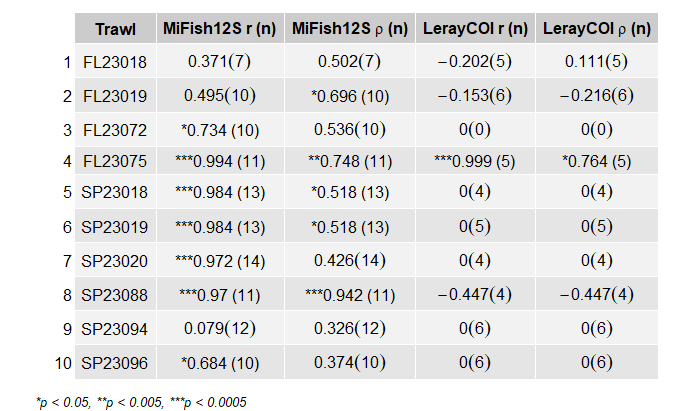 Trawl MiFish12S r (n) MiFish12S ρ (n) LerayCOI r (n) LerayCOI ρ (n)
1 FL23018 0.371(7) 0.502(7) −0.202(5) 0.111(5)
2 FL23019 0.495(10) *0.696 (10) −0.153(6) −0.216(6)
3 FL23072 *0.734 (10) 0.536(10) 0(0) 0(0)
4 FL23075 ***0.994 (11) **0.748 (11) ***0.999 (5) *0.764 (5)
5 SP23018 ***0.984 (13) *0.518 (13) 0(4) 0(4)
6 SP23019 ***0.984 (13) *0.518 (13) 0(5) 0(5)
7 SP23020 ***0.972 (14) 0.426(14) 0(4) 0(4)
8 SP23088 ***0.97 (11) ***0.942 (11) −0.447(4) −0.447(4)
9 SP23094 0.079(12) 0.326(12) 0(6) 0(6)
10 SP23096 *0.684 (10) 0.374(10) 0(6) 0(6)
*p < 0.05, **p < 0.005, ***p < 0.0005